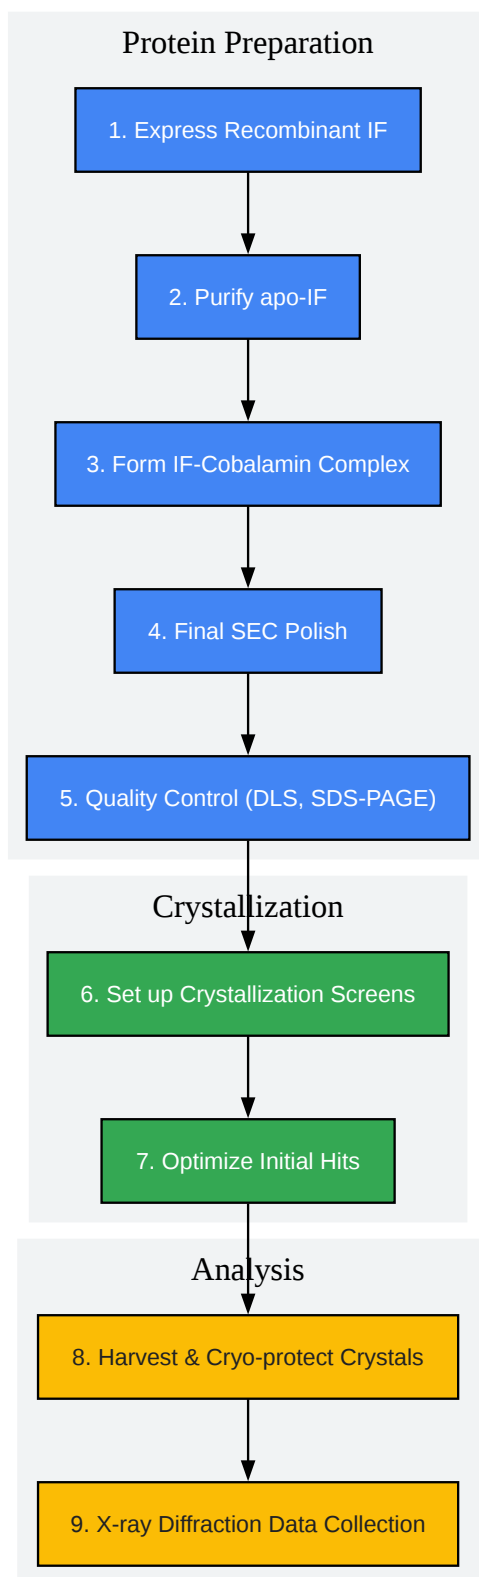 Protein Preparation
1. Express Recombinant IF
2. Purify apo-IF
3. Form IF-Cobalamin Complex
4. Final SEC Polish
5. Quality Control (DLS, SDS-PAGE)
Crystallization
6. Set up Crystallization Screens
7. Optimize Initial Hits
Analysis
8. Harvest & Cryo-protect Crystals
9. X-ray Diffraction Data Collection